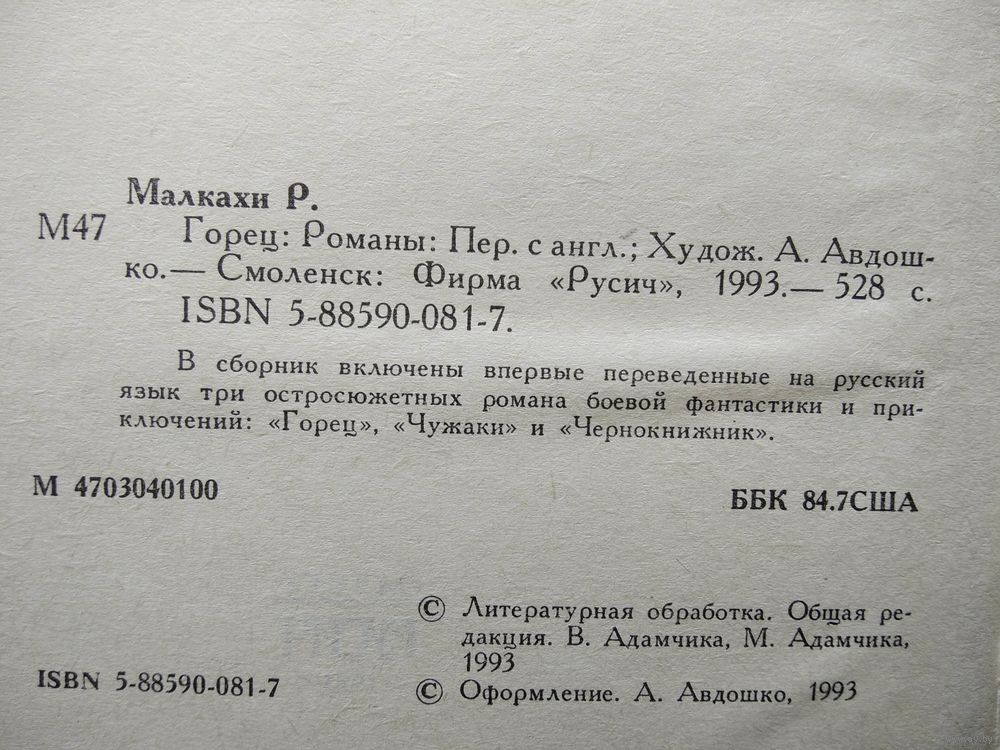 Малкахи Р.
М47 Горец: Романы: Пер. с англ.; Худож. А. Авдош-
ко.— Смоленск: Фирма «Русич», 1993.— 528 с.
ISBN 5-88590-081-7.
В сборник включены впервые переведенные на русский
язык три остросюжетных романа боевой фантастики и при-
ключений: «Горец», «Чужаки» и «Чернокнижник».
М 4703040100
ББК 84.7США
© Литературная обработка. Общая ре-
дакция. В. Адамчика, М. Адамчика,
1993
ISBN 5-88590-081-7
© Оформление. А. Авдошко, 1993